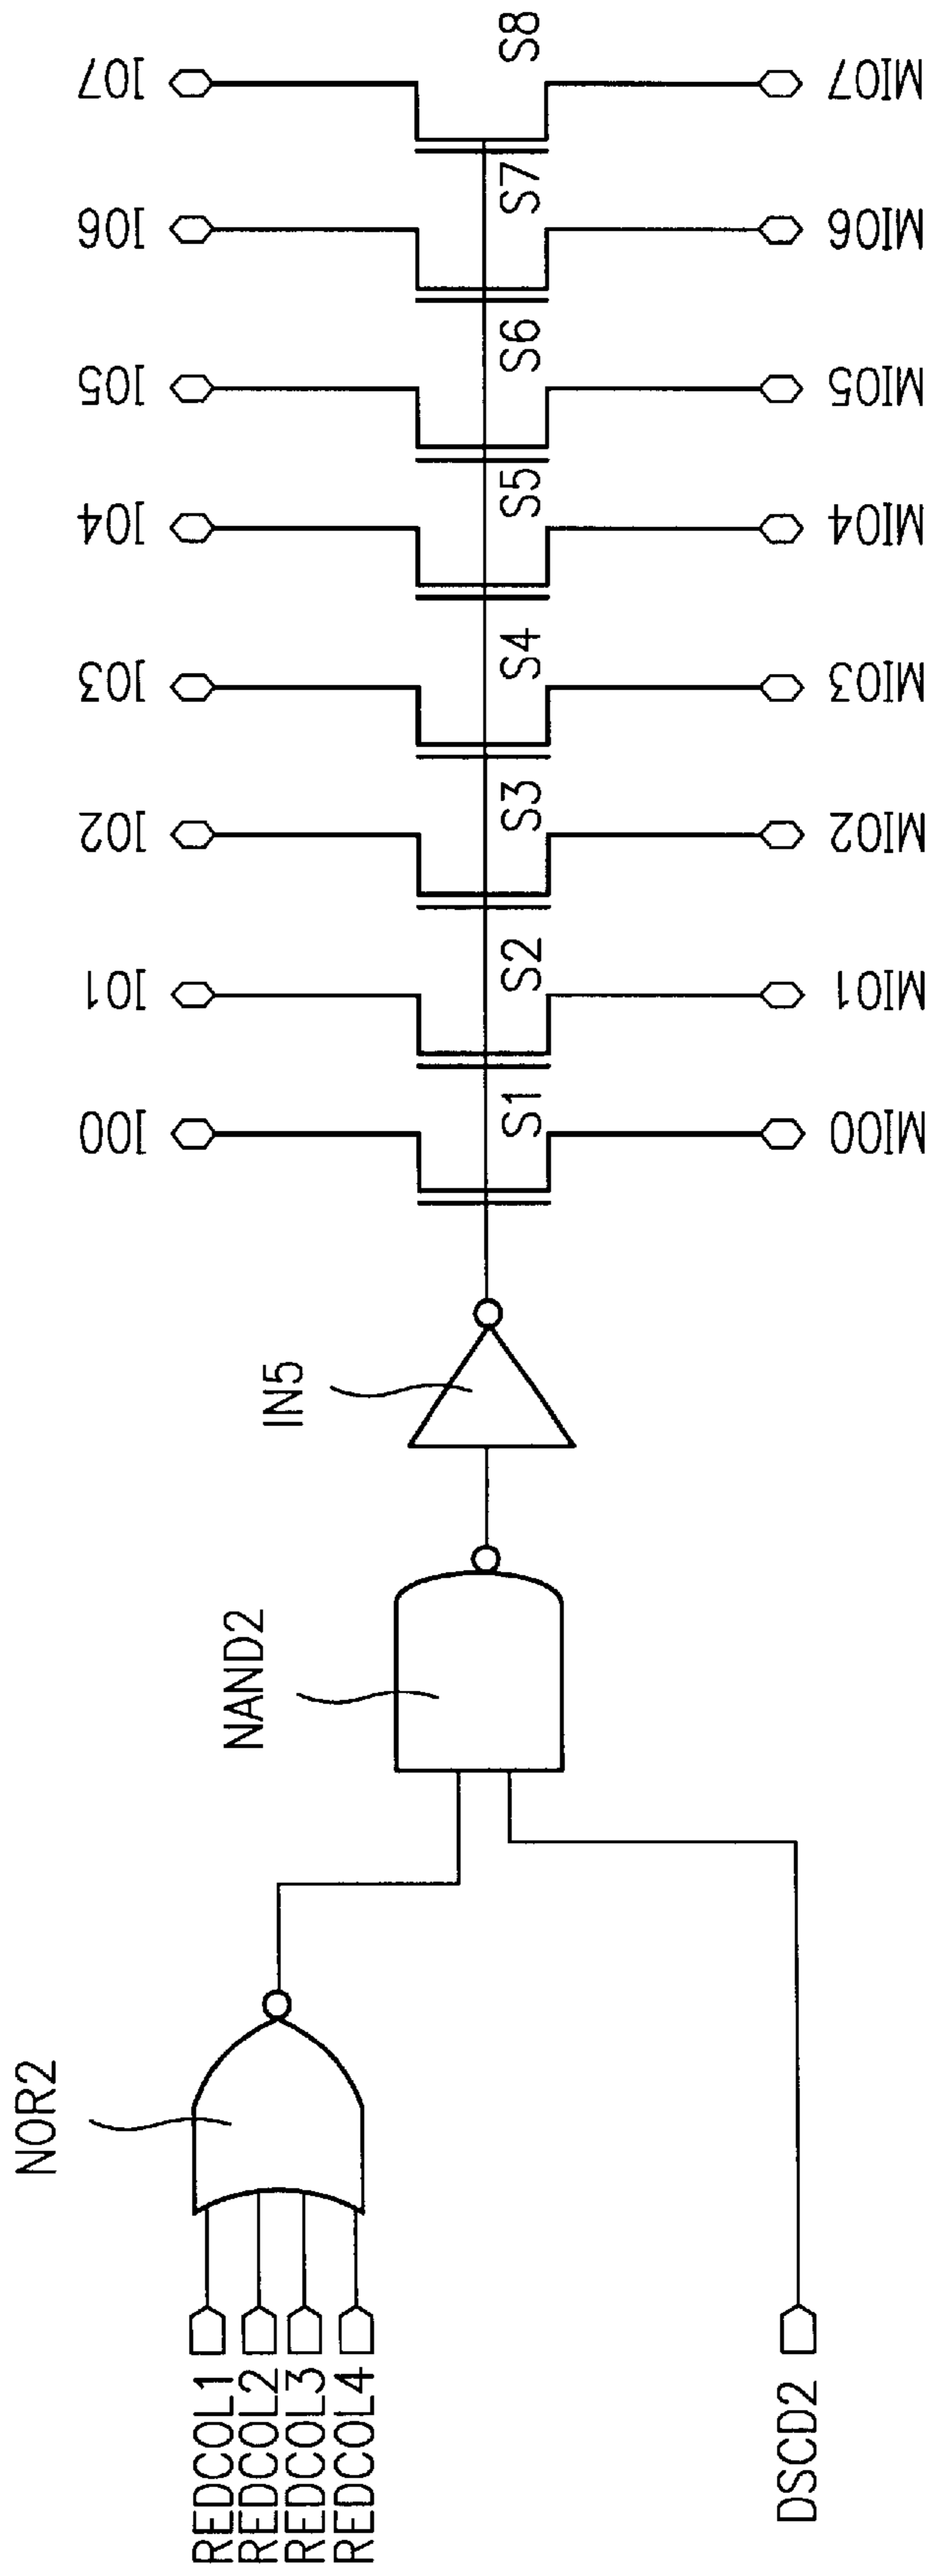 NOR2
REDCOL1
REDCOL2
REDCOL3
REDCOL4
DSCD2
NAND2
IN5
IO0
IO1
IO2
IO3
IO4
IO5
IO6
IO7
S1
S2
S3
S4
S5
S6
S7
S8
MIO0
MIO1
MIO2
MIO3
MIO4
MIO5
MIO6
MIO7